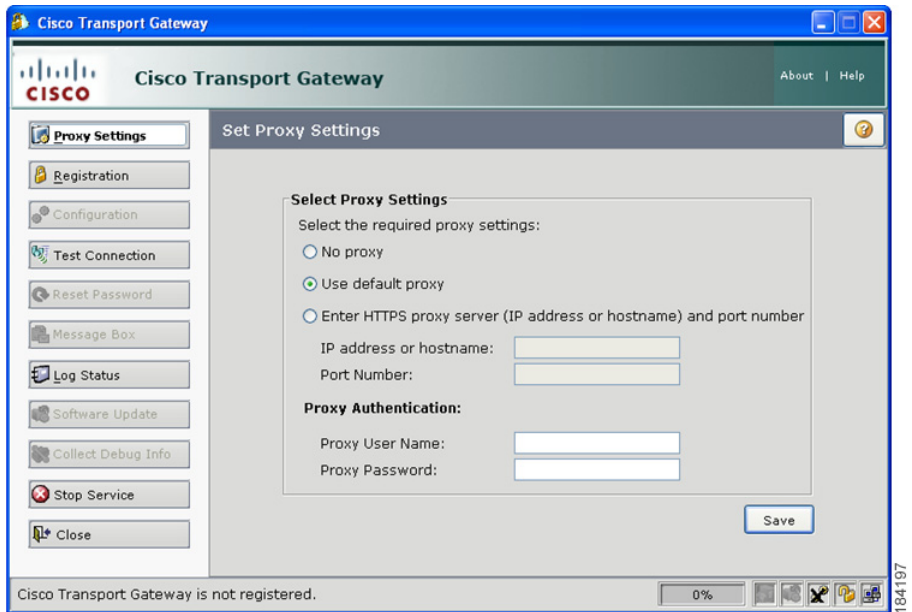 Cisco Transport Gateway
CISCO
Cisco Transport Gateway
About | Help
Proxy Settings
Registration
Configuration
Test Connection
Reset Password
Message Box
Log Status
Software Update
Collect Debug Info
Stop Service
Close
Set Proxy Settings
Select Proxy Settings
Select the required proxy settings:
No proxy
Use default proxy
Enter HTTPS proxy server (IP address or hostname) and port number
IP address or hostname:
Port Number:
Proxy Authentication:
Proxy User Name:
Proxy Password:
Save
Cisco Transport Gateway is not registered.
0%
184197